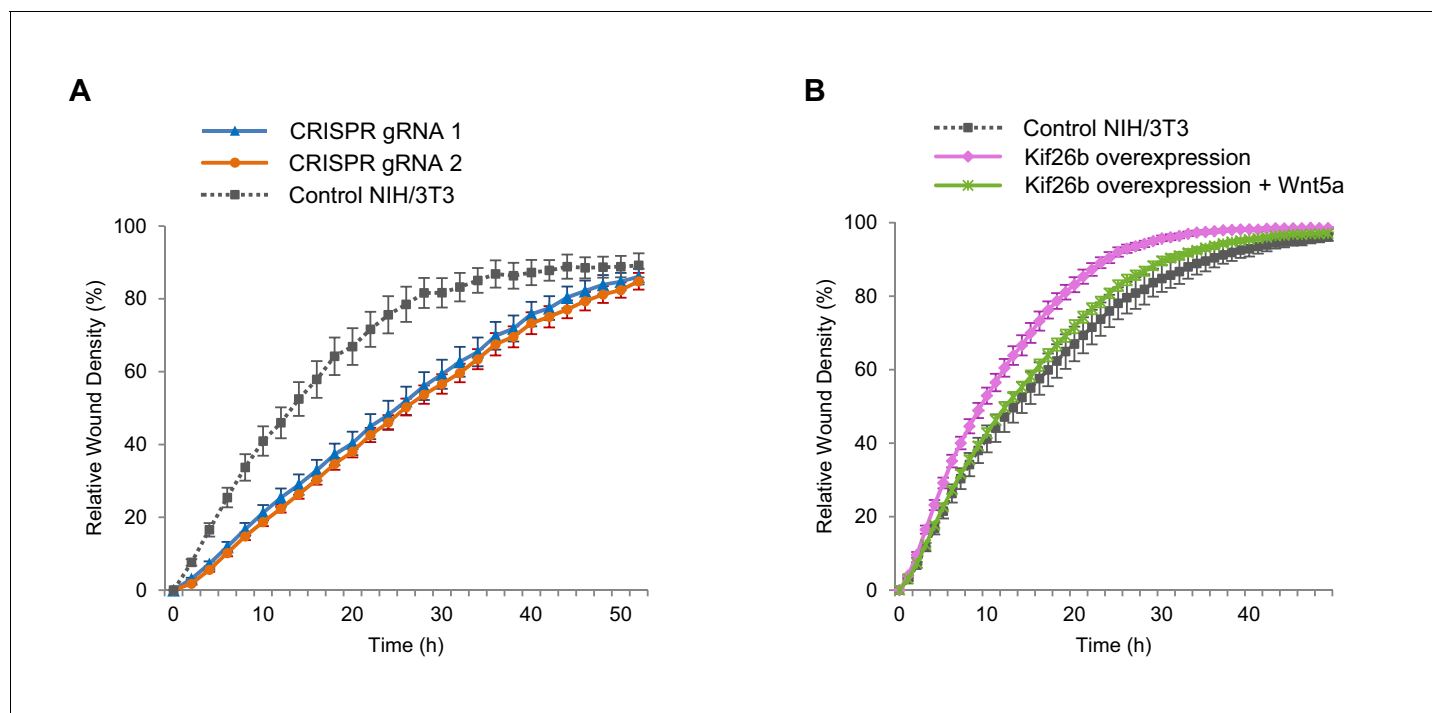 A
CRISPR gRNA 1
CRISPR gRNA 2
Control NIH/3T3
100
80
60
40
20
0
Relative Wound Density (%)
0 10 20 30 40 50
Time (h)
B
Control NIH/3T3
Kif26b overexpression
Kif26b overexpression + Wnt5a
100
80
60
40
20
0
Relative Wound Density (%)
0 10 20 30 40
Time (h)